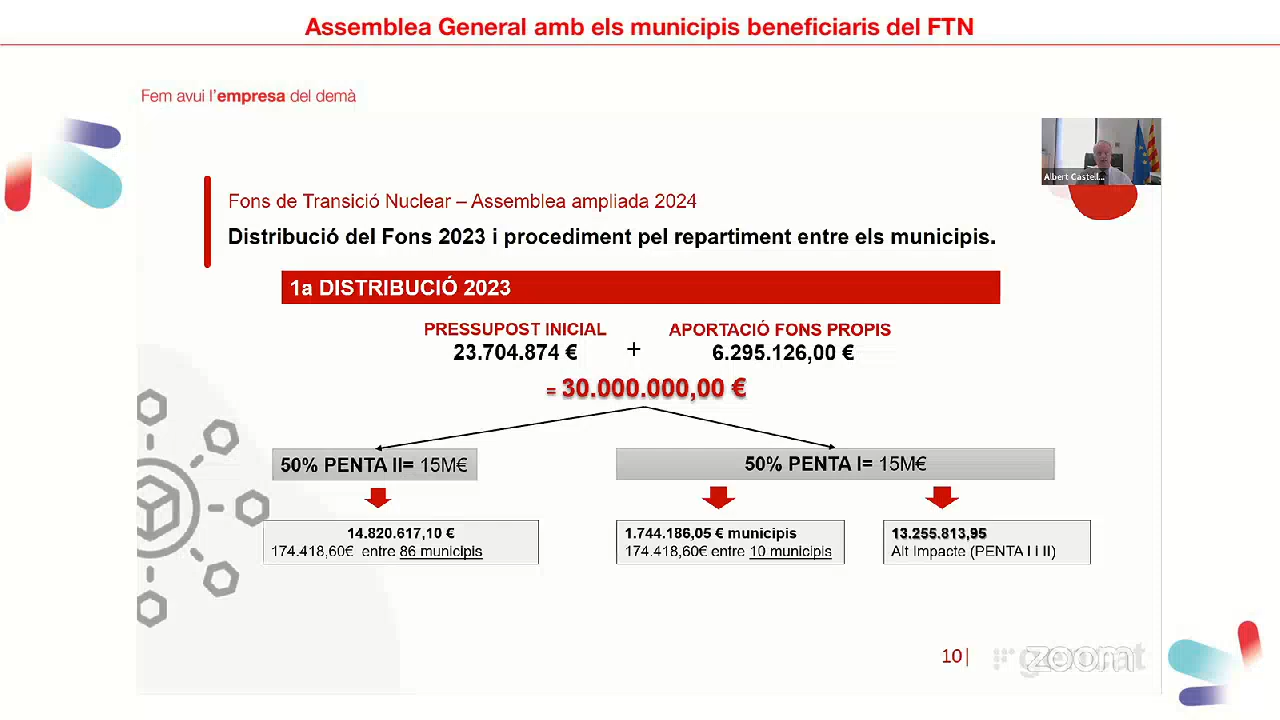 Assemblea General amb els municipis beneficiaris del FTN
Fem avui l'empresa del demà
Albert Castell...
Fons de Transició Nuclear – Assemblea ampliada 2024
Distribució del Fons 2023 i procediment pel repartiment entre els municipis.
1a DISTRIBUCIÓ 2023
PRESSUPOST INICIAL
23.704.874 €
+
APORTACIÓ FONS PROPIS
6.295.126,00 €
= 30.000.000,00 €
50% PENTA II= 15M€
50% PENTA I= 15M€
14.820.617,10 €
174.418,60€ entre 86 municipis
1.744.186,05 € municipis
174.418,60€ entre 10 municipis
13.255.813,95
Alt Impacte (PENTA I i II)
10|
zoom